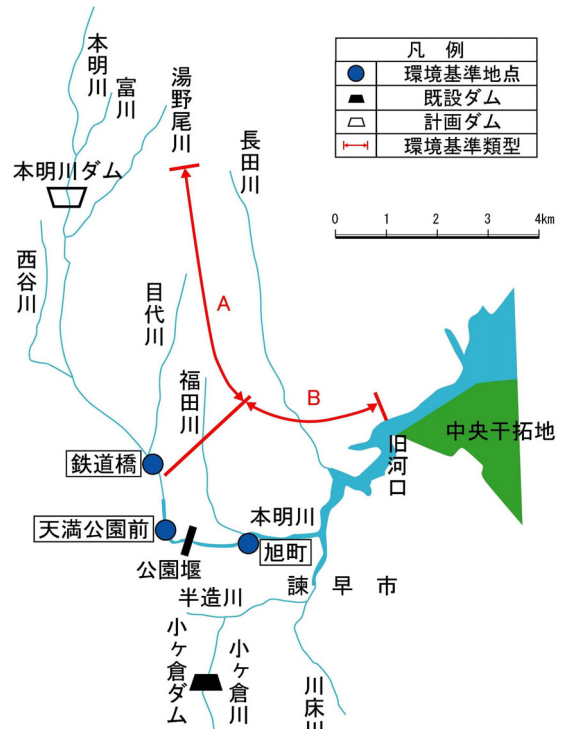 本明川
富川
湯野尾川
長田川
凡 例
環境基準地点
既設ダム
計画ダム
環境基準類型
本明川ダム
0 1 2 3 4km
西谷川
目代川
A
福田川
B
中央干拓地
旧河口
鉄道橋
天満公園前
本明川
旭町
公園堰
諫早市
半造川
小ヶ倉ダム
小ヶ倉川
川床川